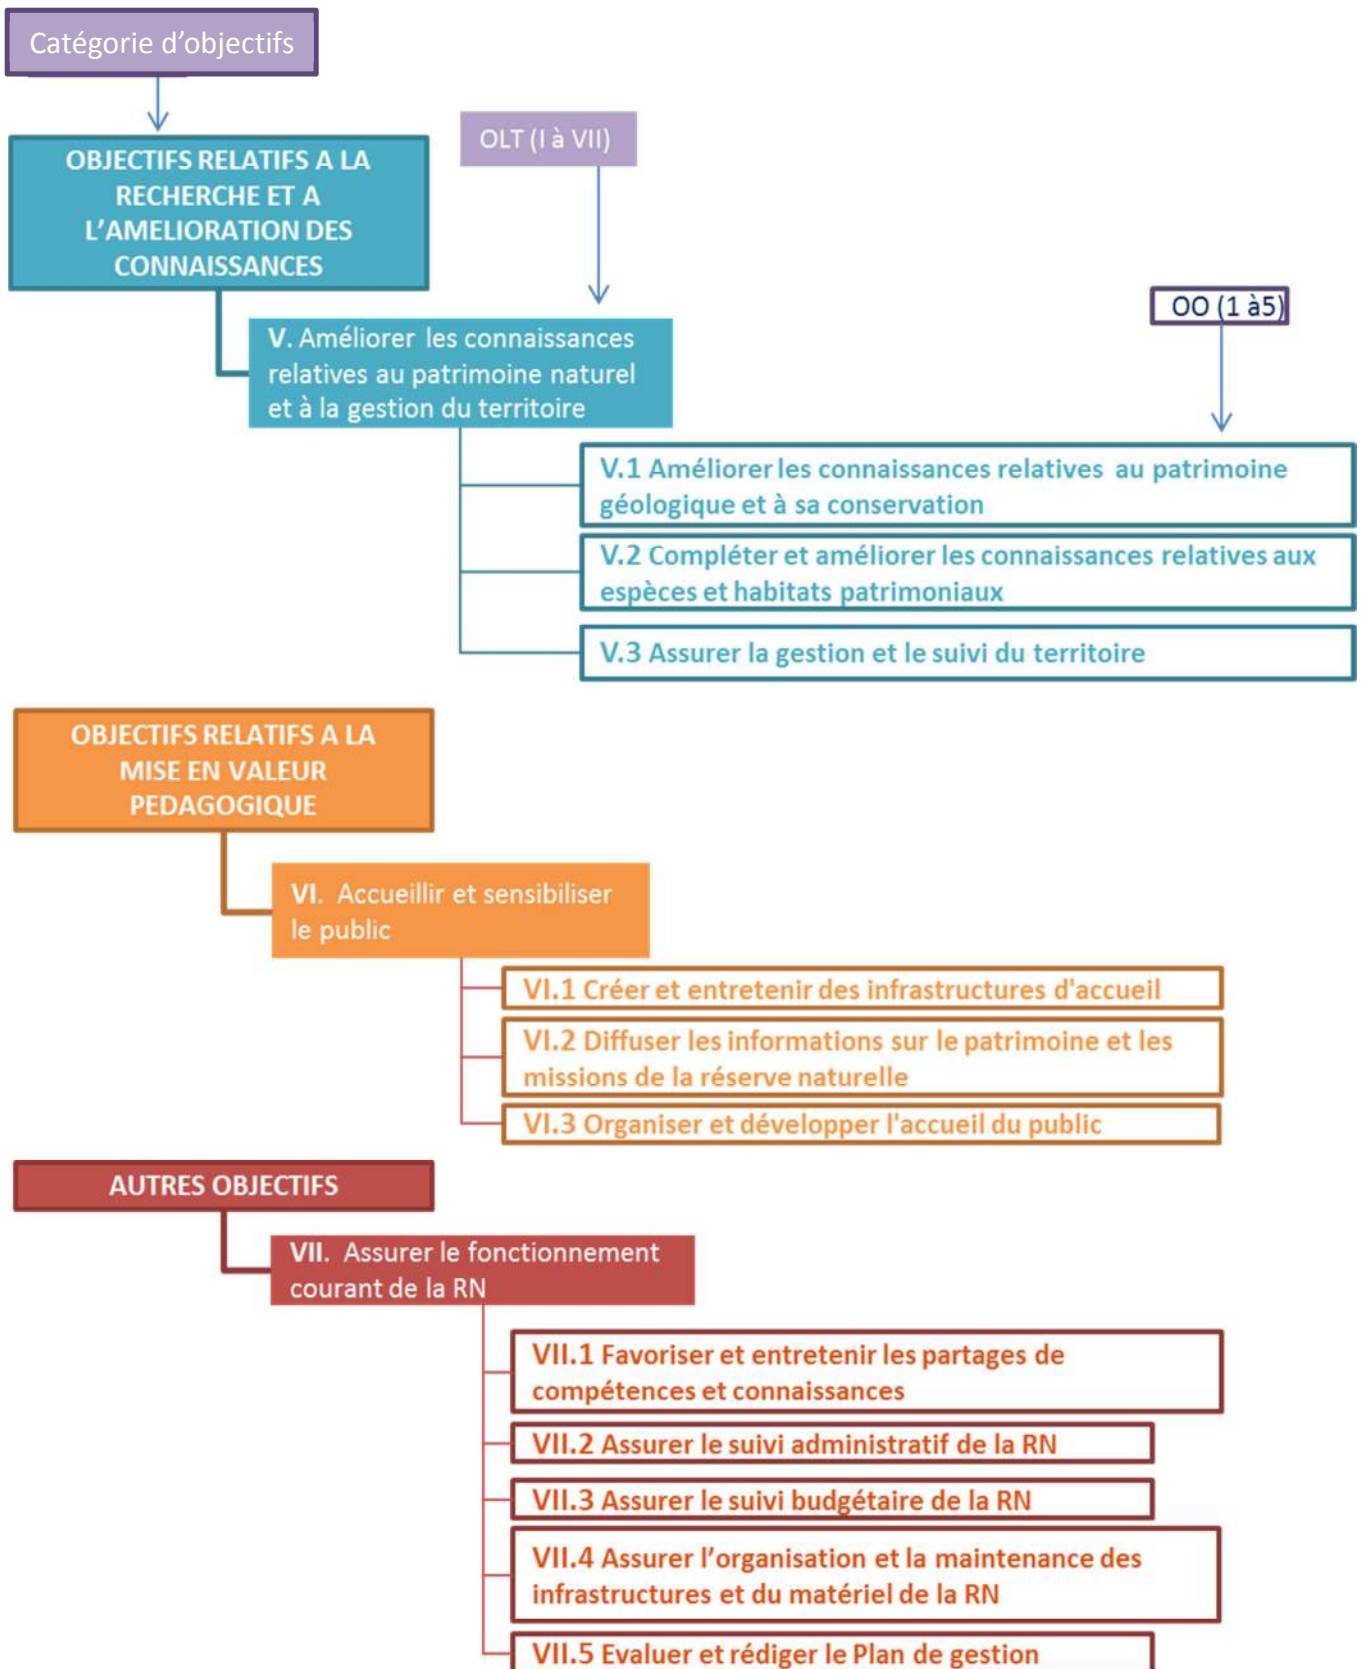 Catégorie d'objectifs
OLT (I à VII)
OBJECTIFS RELATIFS A LA
RECHERCHE ET A
L'AMELIORATION DES
CONNAISSANCES
OO (1 à5)
V. Améliorer les connaissances
relatives au patrimoine naturel
et à la gestion du territoire
V.1 Améliorer les connaissances relatives au patrimoine
géologique et à sa conservation
V.2 Compléter et améliorer les connaissances relatives aux
espèces et habitats patrimoniaux
V.3 Assurer la gestion et le suivi du territoire
OBJECTIFS RELATIFS A LA
MISE EN VALEUR
PEDAGOGIQUE
VI. Accueillir et sensibiliser
le public
VI.1 Créer et entretenir des infrastructures d'accueil
VI.2 Diffuser les informations sur le patrimoine et les
missions de la réserve naturelle
VI.3 Organiser et développer l'accueil du public
AUTRES OBJECTIFS
VII. Assurer le fonctionnement
courant de la RN
VII.1 Favoriser et entretenir les partages de
compétences et connaissances
VII.2 Assurer le suivi administratif de la RN
VII.3 Assurer le suivi budgétaire de la RN
VII.4 Assurer l'organisation et la maintenance des
infrastructures et du matériel de la RN
VII.5 Evaluer et rédiger le Plan de gestion